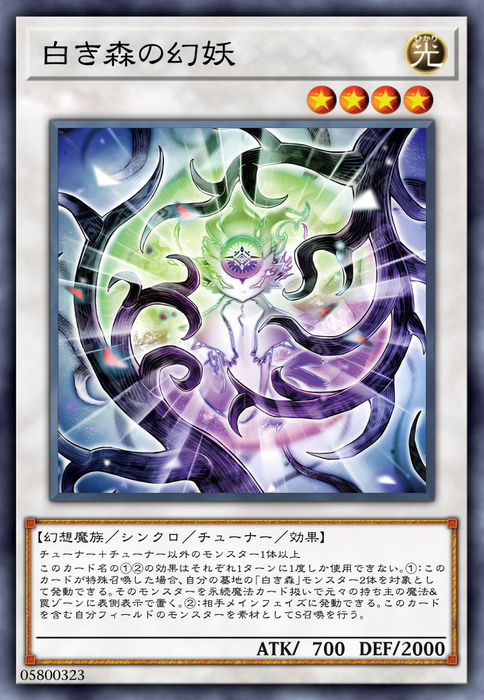 白き森の幻妖
ひかり
光
【幻想魔族／シンクロ／チューナー／効果】
チューナー＋チューナー以外のモンスター1体以上
このカード名の①②の効果はそれぞれ1ターンに1度しか使用できない。①：こ
のカードが特殊召喚した場合、自分の墓地の「白き森」モンスター2体を対象とし
て発動できる。そのモンスターを永続魔法カード扱いで元々の持ち主の魔法&
罠ゾーンに表側表示で置く。②：相手メインフェイズに発動できる。このカード
を含む自分フィールドのモンスターを素材としてS召喚を行う。
ATK/ 700 DEF/2000
05800323